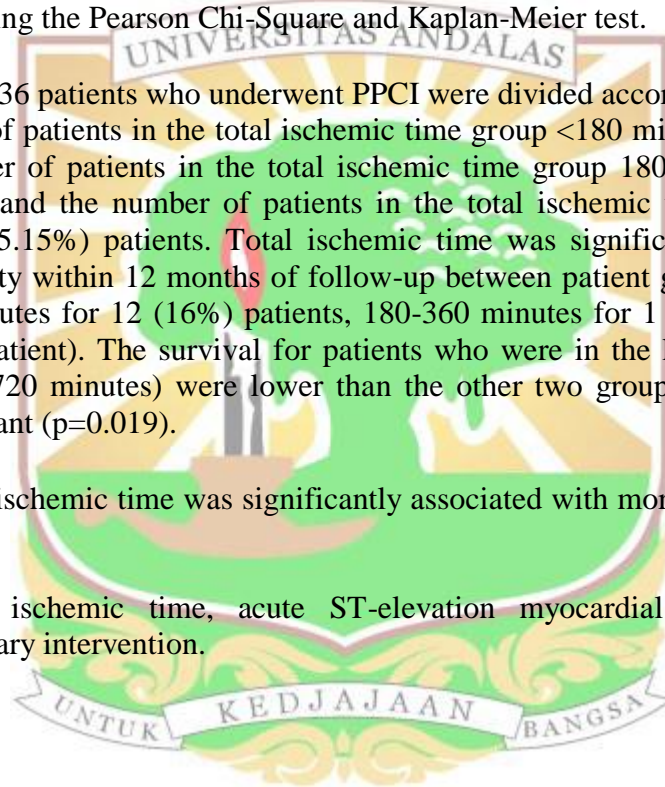 ng the Pearson Chi-Square and Kaplan-Meier test.
UNIVERSITAS ANDALAS
36 patients who underwent PPCI were divided accor
of patients in the total ischemic time group <180 mi
er of patients in the total ischemic time group 180
and the number of patients in the total ischemic
5.15%) patients. Total ischemic time was signific
ty within 12 months of follow-up between patient g
utes for 12 (16%) patients, 180-360 minutes for 1
atient). The survival for patients who were in the
720 minutes) were lower than the other two group
ant (p=0.019).
ischemic time was significantly associated with mor
ischemic time, acute ST-elevation myocardial
ary intervention.
UNTUK KEDJAJAAN BANGSA